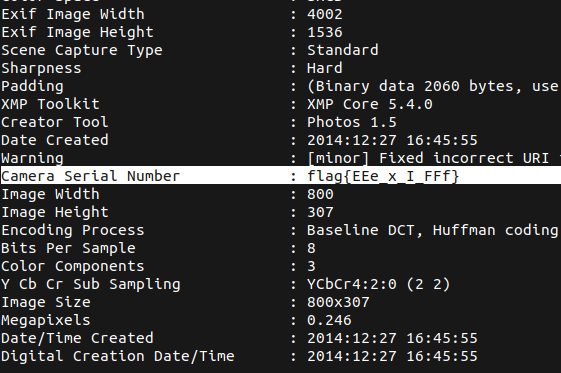 Exif Image Width : 4002
Exif Image Height : 1536
Scene Capture Type : Standard
Sharpness : Hard
Padding : (Binary data 2060 bytes, use
XMP Toolkit : XMP Core 5.4.0
Creator Tool : Photos 1.5
Date Created : 2014:12:27 16:45:55
Warning : [minor] Fixed incorrect URI
Camera Serial Number : flag{EEe_x_I_FFf}
Image Width : 800
Image Height : 307
Encoding Process : Baseline DCT, Huffman coding
Bits Per Sample : 8
Color Components : 3
Y Cb Cr Sub Sampling : YCbCr4:2:0 (2 2)
Image Size : 800x307
Megapixels : 0.246
Date/Time Created : 2014:12:27 16:45:55
Digital Creation Date/Time : 2014:12:27 16:45:55